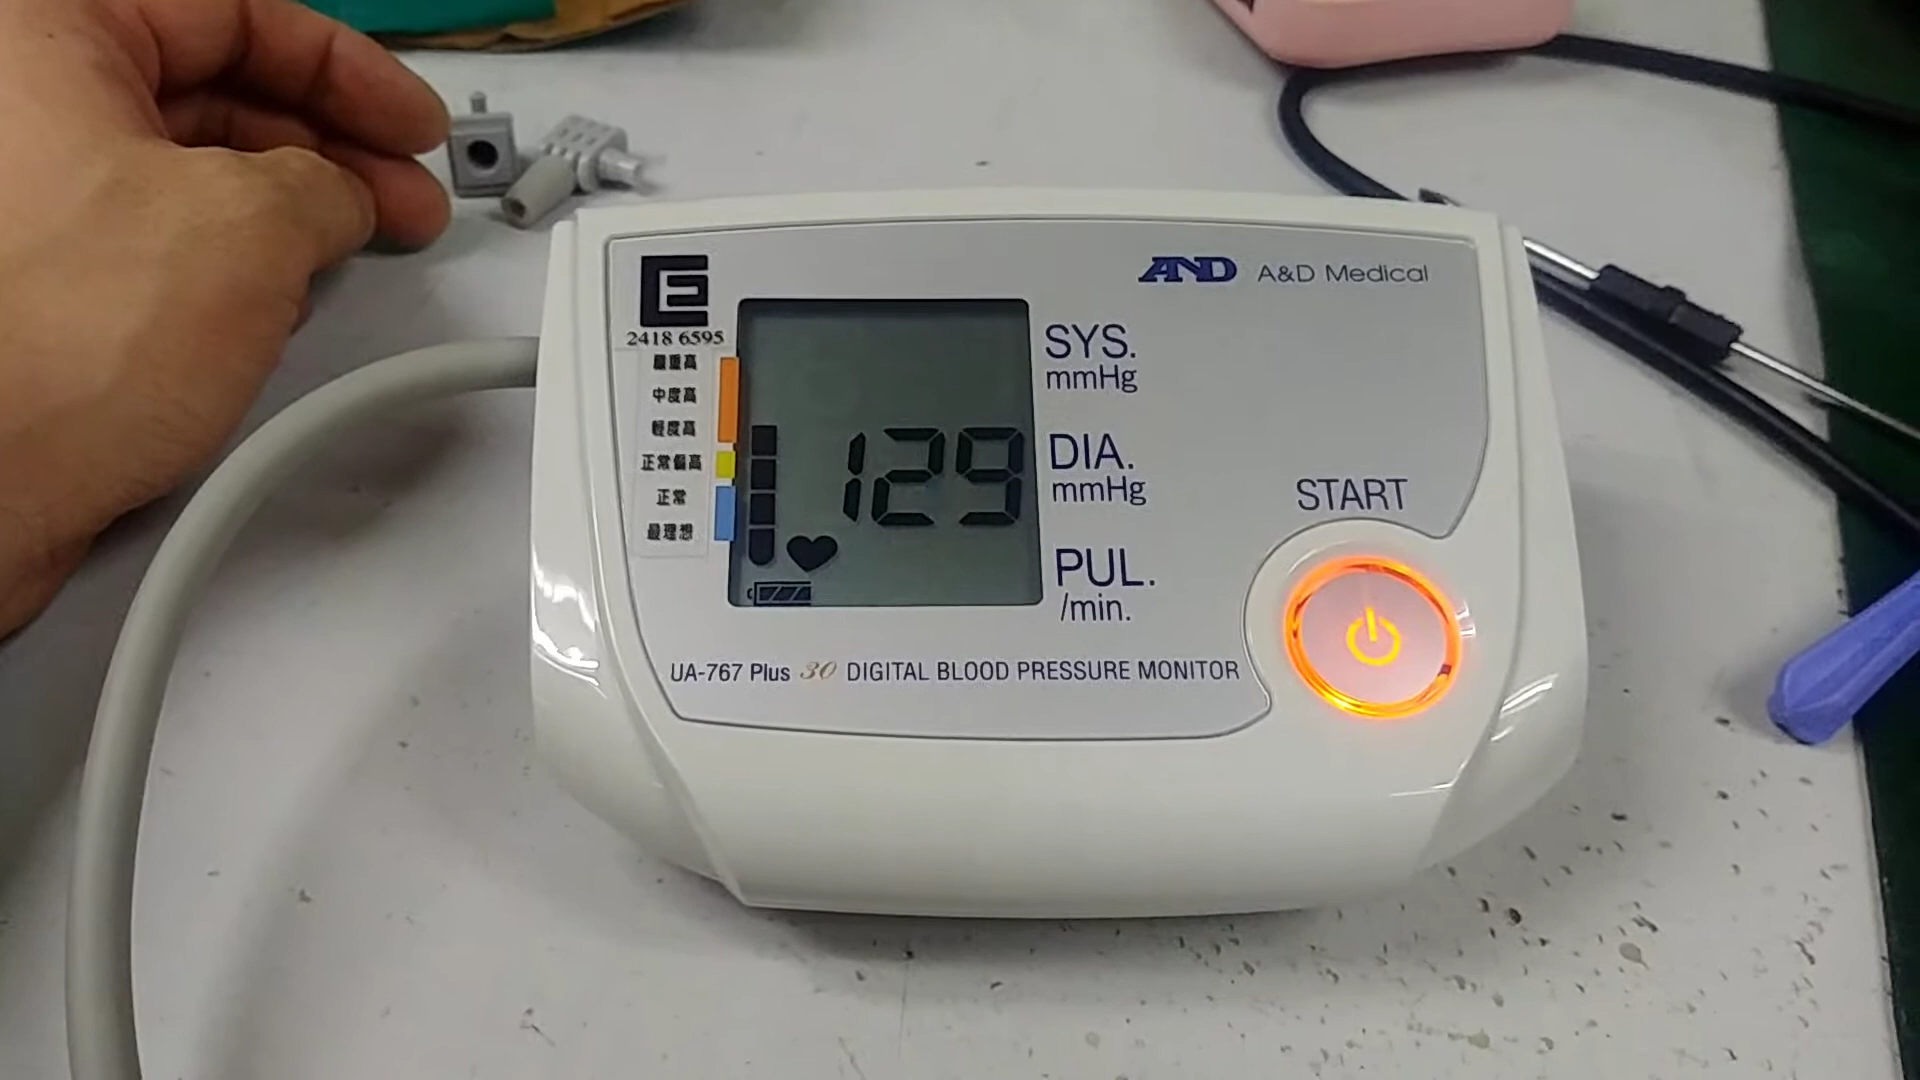 AND A&D Medical
2418 6595
嚴重高
中度高
輕度高
正常偏高
正常
最理想
SYS.
mmHg
129
DIA.
mmHg
PUL.
/min.
START
UA-767 Plus 30 DIGITAL BLOOD PRESSURE MONITOR